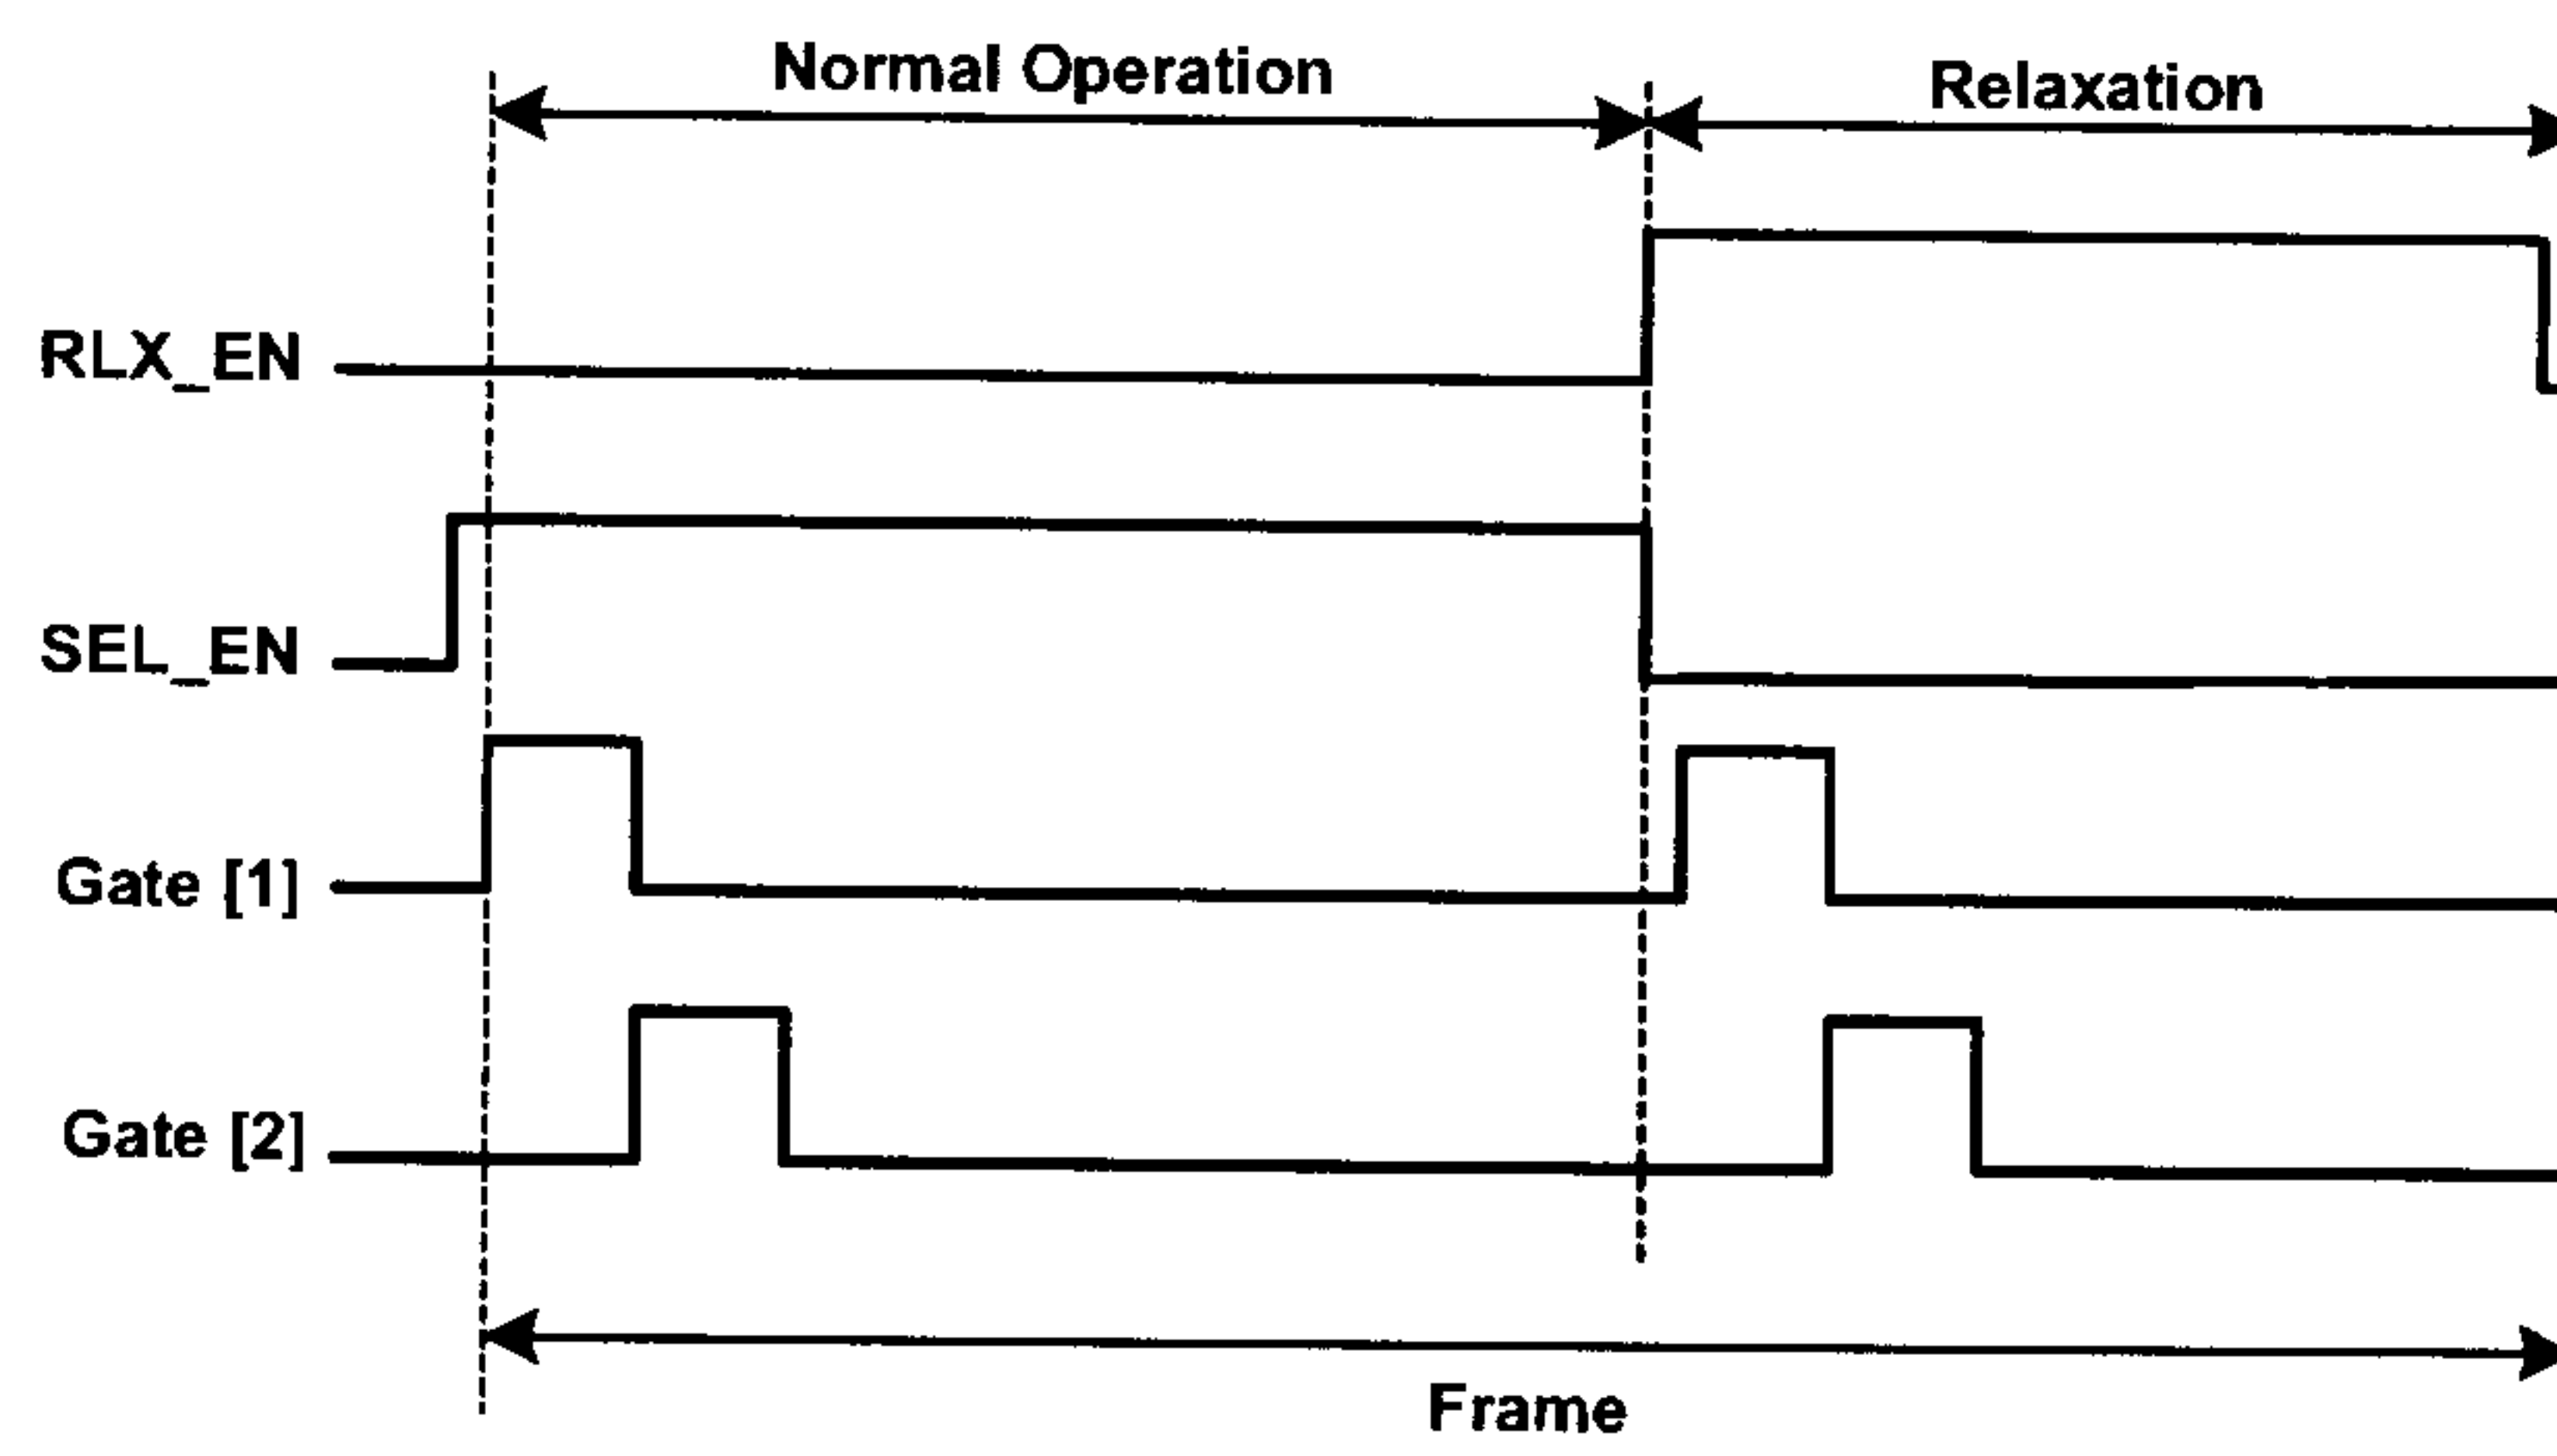 Normal Operation
Relaxation
RLX_EN
SEL_EN
Gate [1]
Gate [2]
Frame